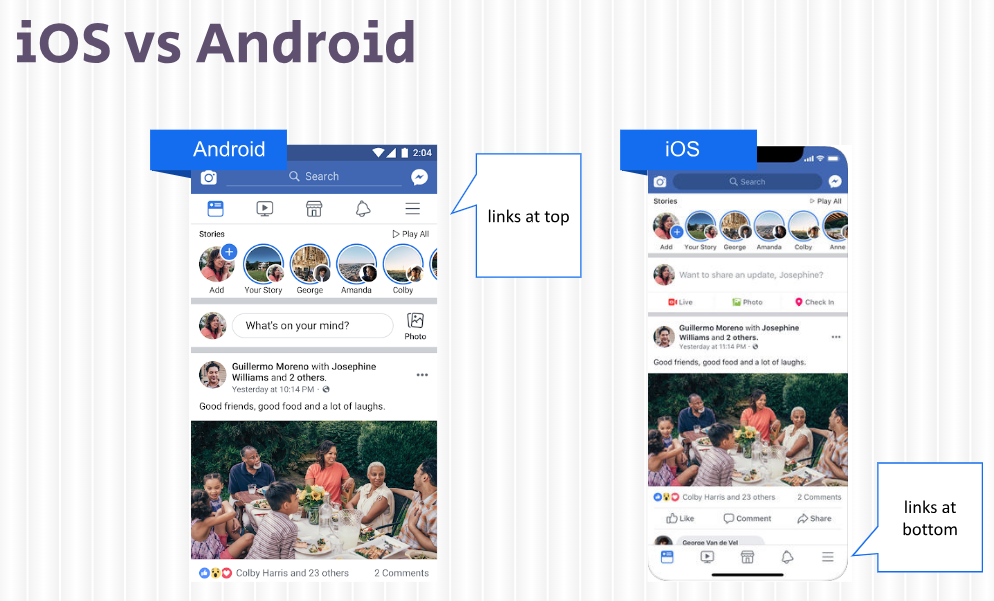 iOS vs Android
Android
2:04
Search
Stories
Play All
Add
Your Story
George
Amanda
Colby
What's on your mind?
Photo
Guillermo Moreno with Josephine
Williams and 2 others.
Yesterday at 10:14 PM ·
Good friends, good food and a lot of laughs.
Colby Harris and 23 others
2 Comments
links at top
iOS
Search
Stories
Play All
Add
Your Story
George
Amanda
Colby
Anne
Want to share an update, Josephine?
Live
Photo
Check In
Guillermo Moreno with Josephine
Williams and 2 others.
Yesterday at 11:14 PM ·
Good friends, good food and a lot of laughs.
Colby Harris and 23 others
2 Comments
Like
Comment
Share
George Van de Vel
links at
bottom